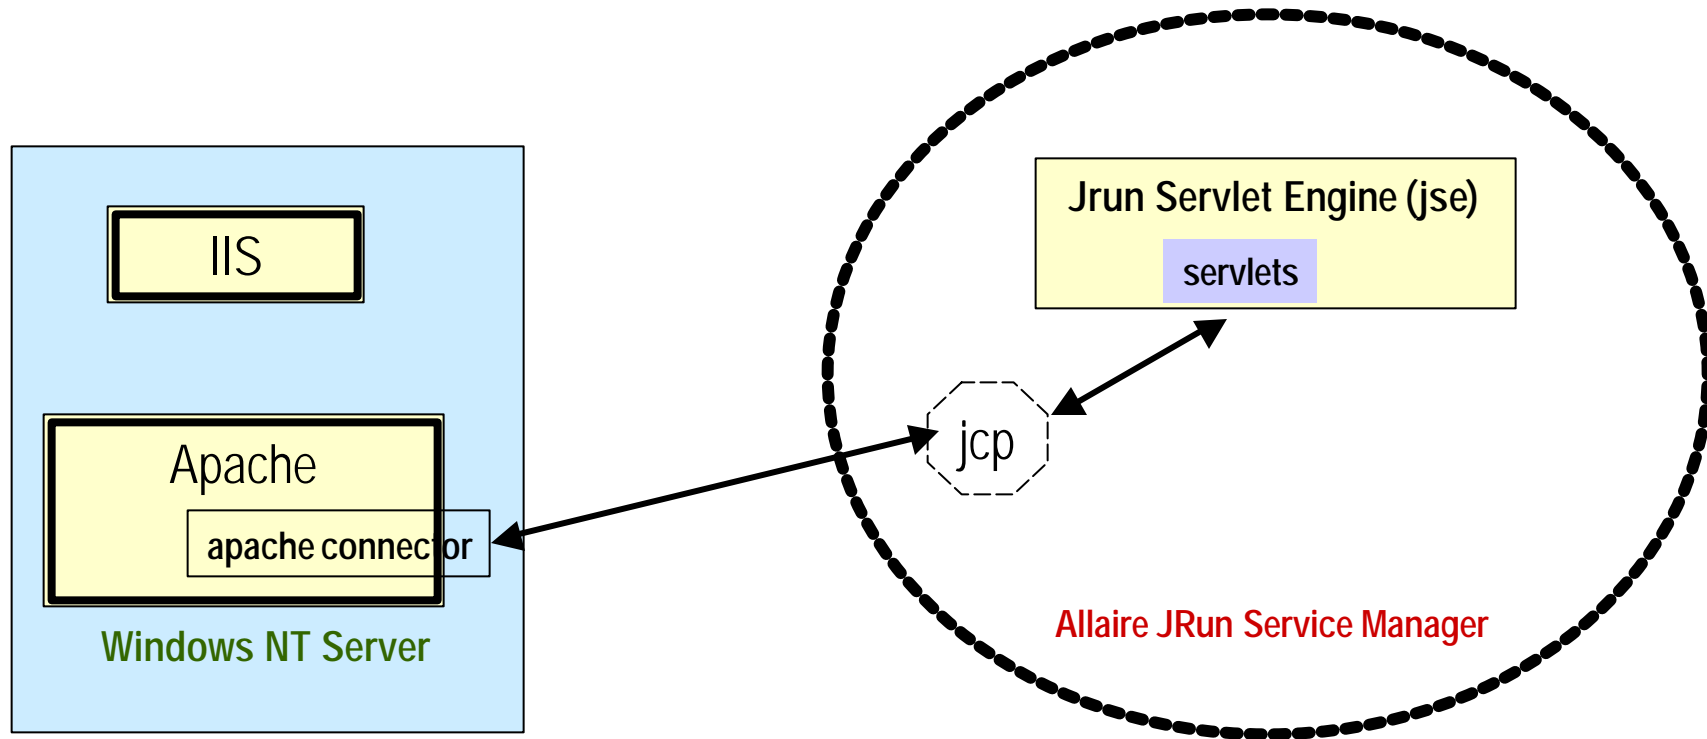 IIS
Apache
apache connector
Windows NT Server
Jrun Servlet Engine (jse)
servlets
jcp
Allaire JRun Service Manager